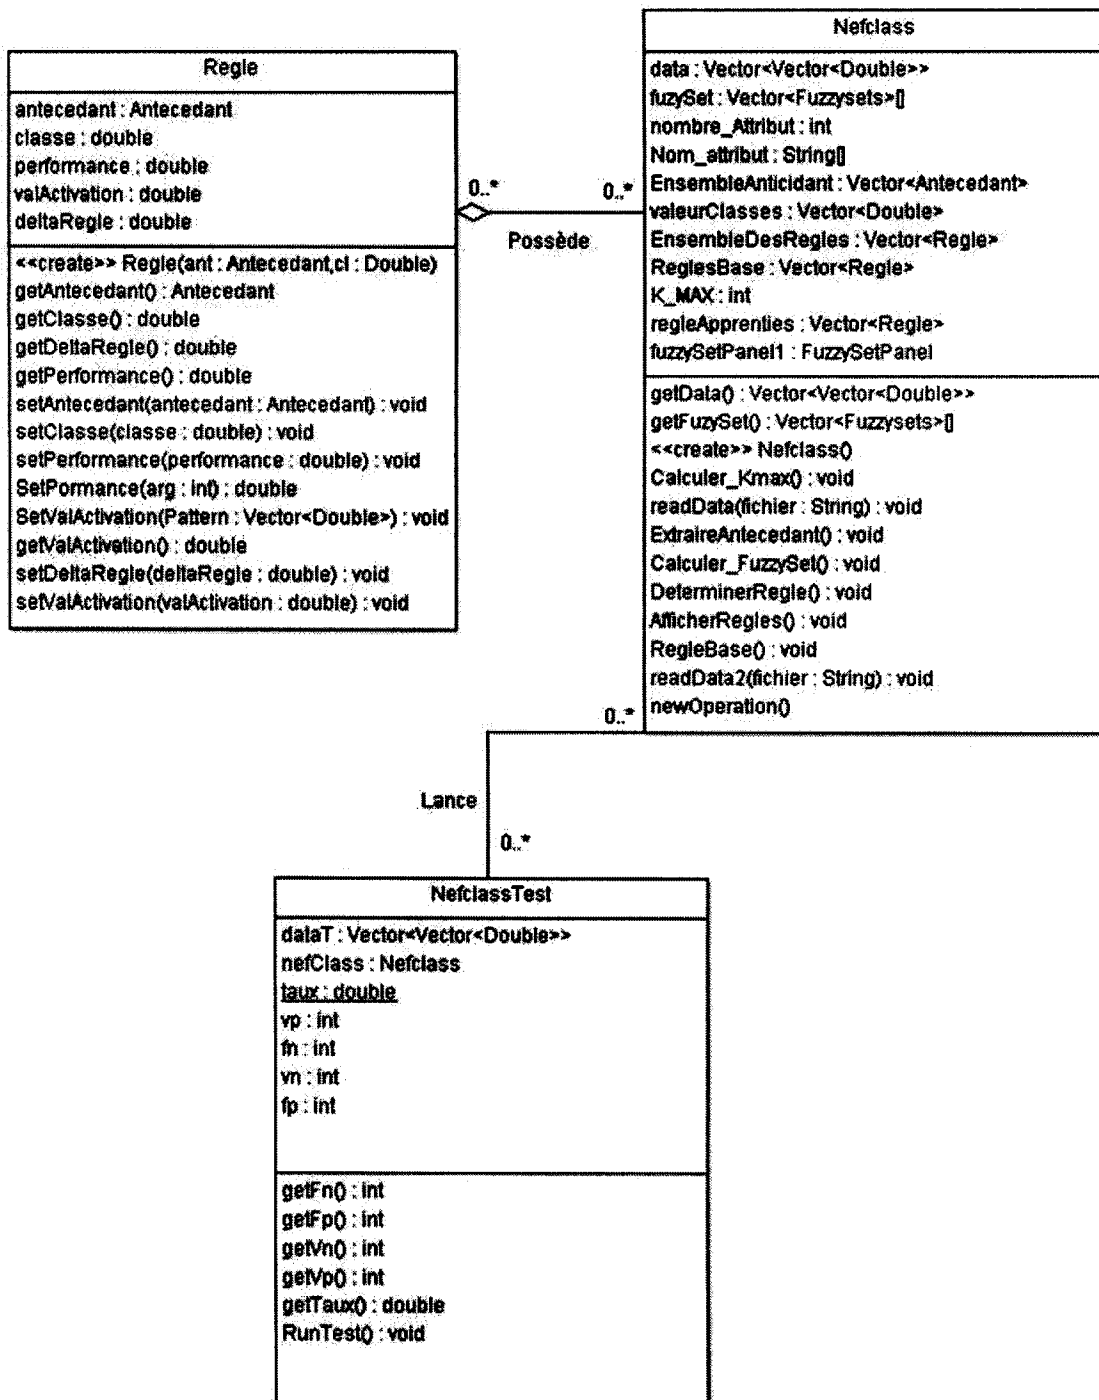 Regle
antecedant : Antecedant
classe : double
performance : double
valActivation : double
deltaRegle : double
<<create>> Regle(ant : Antecedant,cl : Double)
getAntecedant() : Antecedant
getClasse() : double
getDeltaRegle() : double
getPerformance() : double
setAntecedant(antecedant : Antecedant) : void
setClasse(classe : double) : void
setPerformance(performance : double) : void
SetPormance(arg : int) : double
SetValActivation(Pattern : Vector<Double>) : void
getValActivation() : double
setDeltaRegle(deltaRegle : double) : void
setValActivation(valActivation : double) : void
0..*
0..*
Possède
Nefclass
data : Vector<Vector<Double>>
fuzySet : Vector<Fuzzysets>[]
nombre_Attribut : int
Nom_attribut : String[]
EnsembleAnticidant : Vector<Antecedant>
valeurClasses : Vector<Double>
EnsembleDesRegles : Vector<Regle>
ReglesBase : Vector<Regle>
K_MAX : int
regleApprenties : Vector<Regle>
fuzzySetPanel1 : FuzzySetPanel
getData() : Vector<Vector<Double>>
getFuzySet() : Vector<Fuzzysets>[]
<<create>> Nefclass()
Calculer_Kmax() : void
readData(fichier : String) : void
ExtraireAntecedant() : void
Calculer_FuzzySet() : void
DeterminerRegle() : void
AfficherRegles() : void
RegleBase() : void
readData2(fichier : String) : void
newOperation()
0..*
Lance
0..*
NefclassTest
dataT : Vector<Vector<Double>>
nefClass : Nefclass
taux : double
vp : int
fn : int
vn : int
fp : int
getFn() : int
getFp() : int
getVn() : int
getVp() : int
getTaux() : double
RunTest() : void